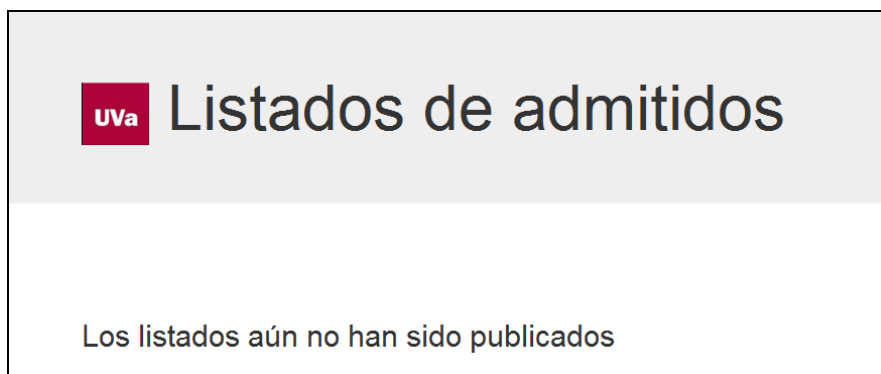 UVa Listados de admitidos
Los listados aún no han sido publicados